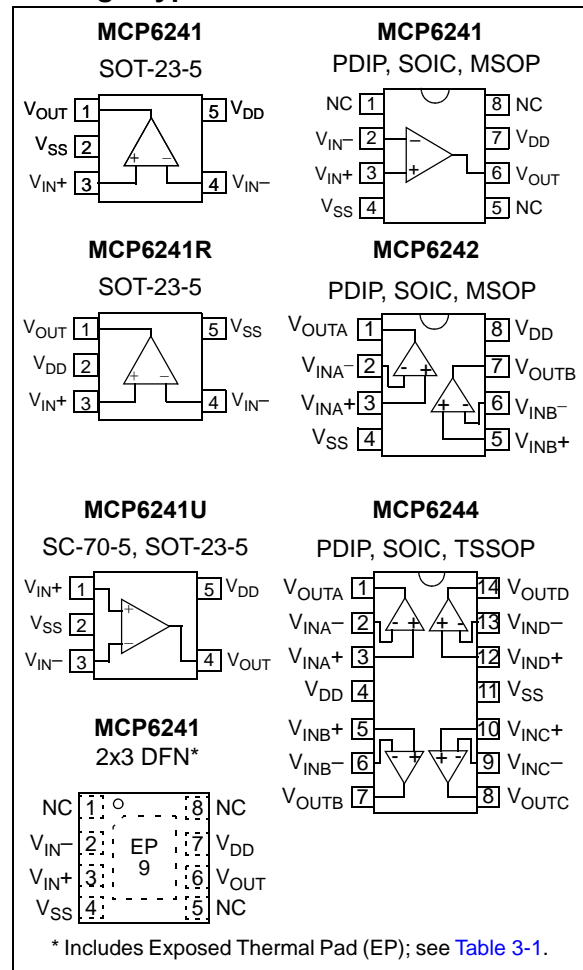 MCP6241
SOT-23-5
VOUT 1
5 VDD
VSS 2
+ −
VIN+ 3
4 VIN−
MCP6241
PDIP, SOIC, MSOP
NC 1
8 NC
VIN− 2
−
7 VDD
VIN+ 3
+
6 VOUT
VSS 4
5 NC
MCP6241R
SOT-23-5
VOUT 1
5 VSS
VDD 2
+ −
VIN+ 3
4 VIN−
MCP6242
PDIP, SOIC, MSOP
VOUTA 1
8 VDD
VINA− 2
- +
7 VOUTB
VINA+ 3
+ -
6 VINB−
VSS 4
5 VINB+
MCP6241U
SC-70-5, SOT-23-5
VIN+ 1
+
5 VDD
VSS 2
−
VIN− 3
4 VOUT
MCP6244
PDIP, SOIC, TSSOP
VOUTA 1
14 VOUTD
VINA− 2
- + + -
13 VIND−
VINA+ 3
12 VIND+
VDD 4
11 VSS
VINB+ 5
10 VINC+
VINB− 6
- + + -
9 VINC−
VOUTB 7
8 VOUTC
MCP6241
2x3 DFN*
NC 1
8 NC
VIN− 2
EP
9
7 VDD
VIN+ 3
6 VOUT
VSS 4
5 NC
* Includes Exposed Thermal Pad (EP); see Table 3-1.